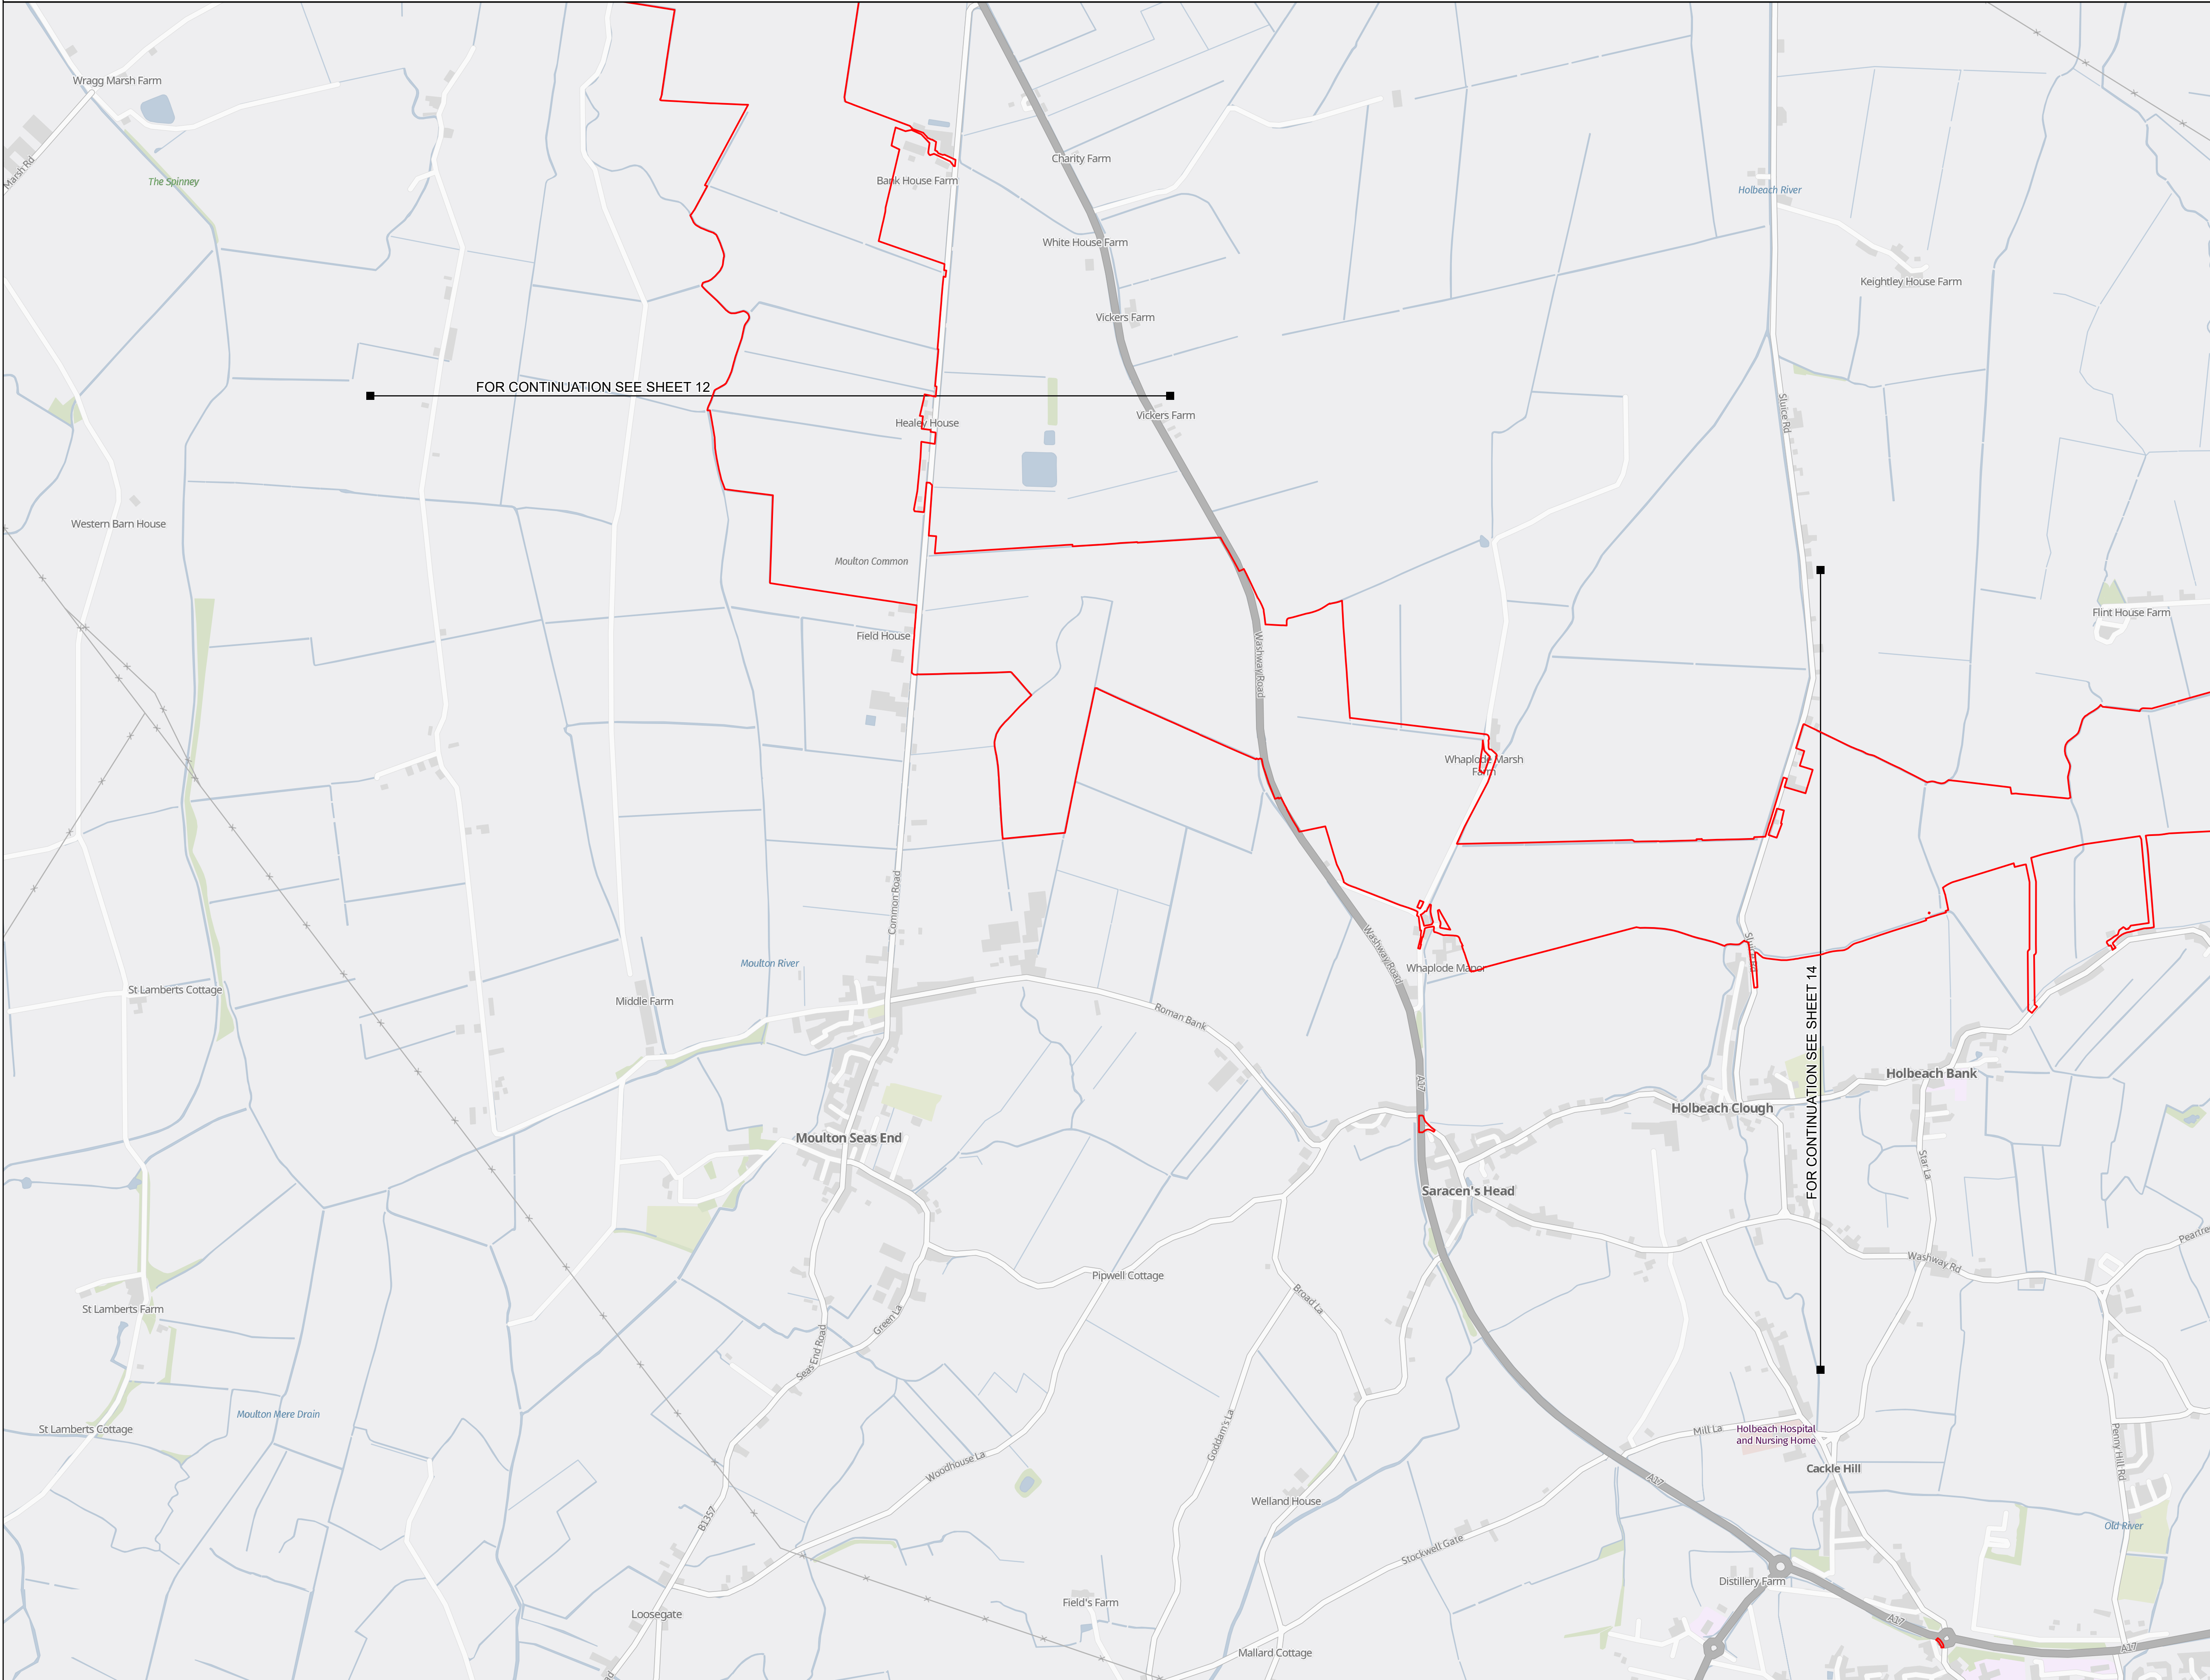 Wragg Marsh Farm
Marsh Rd
The Spinney
Bank House Farm
Charity Farm
Holbeach River
White House Farm
Keightley House Farm
Vickers Farm
FOR CONTINUATION SEE SHEET 12
Vickers Farm
Healey House
Sluice Rd
Western Barn House
Moulton Common
Flint House Farm
Field House
Washway Road
Whaplode Marsh
Farm
Common Road
Washway Road
Sluice Rd
Moulton River
Whaplode Manor
St Lamberts Cottage
Middle Farm
Roman Bank
FOR CONTINUATION SEE SHEET 14
A17
Holbeach Bank
Holbeach Clough
Moulton Seas End
Star La
Saracen's Head
Washway Rd
Pipwell Cottage
Broad La
St Lamberts Farm
Green La
Seas End Road
Moulton Mere Drain
St Lamberts Cottage
Goddam's La
Mill La
Holbeach Hospital
and Nursing Home
Penny Hill Rd
Woodhouse La
Cackle Hill
A17
Welland House
B1357
Old River
Stockwell Gate
Distillery Farm
Field's Farm
Loosegate
A17
A17
Mallard Cottage